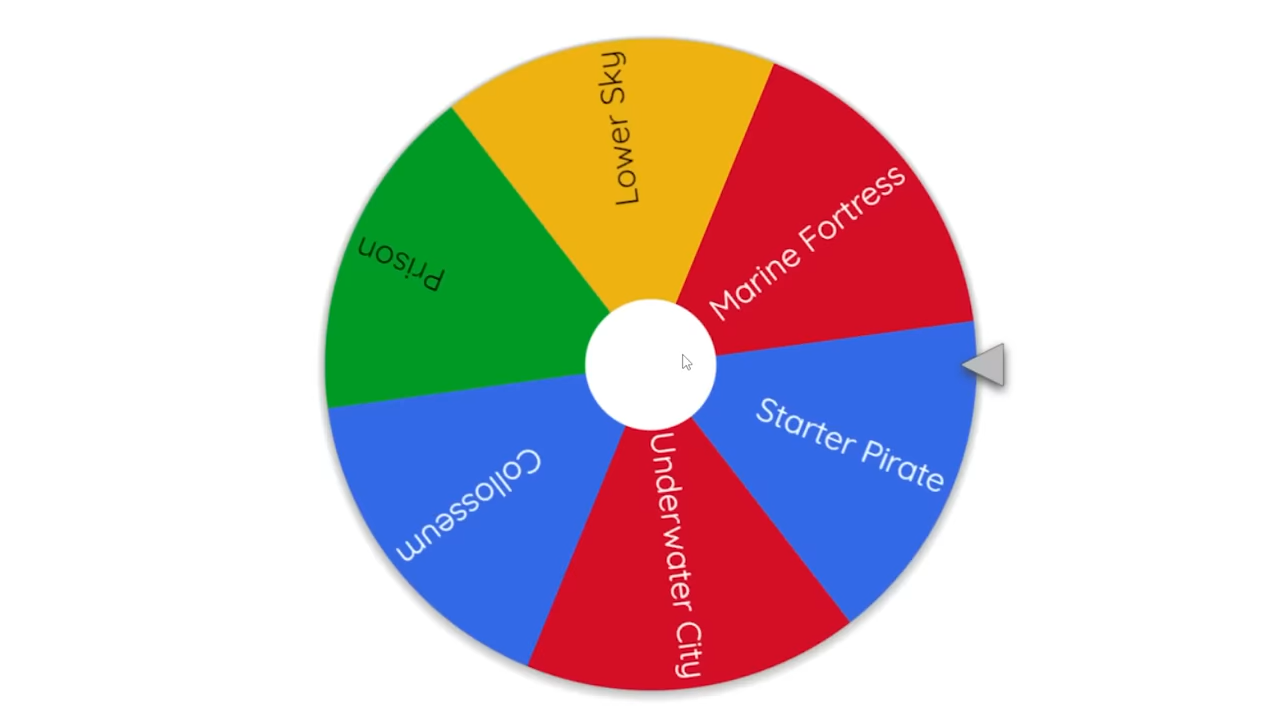 Lower Sky
Marine Fortress
Starter Pirate
Underwater City
Collosseum
Prison